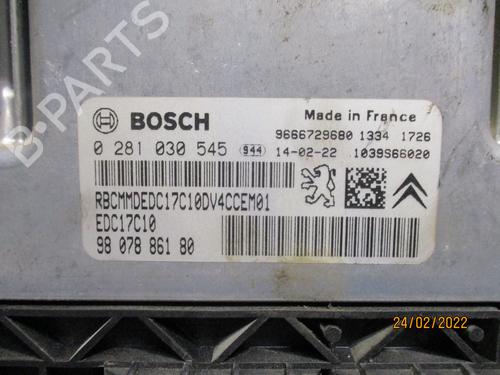 B-PARTS
BOSCH
Made in France
9666729680 1334 1726
0 281 030 545 944 14-02-22 1039S66020
RBCMMDEDC17C10DV4CCEM01
EDC17C10
98 078 861 80
24/02/2022